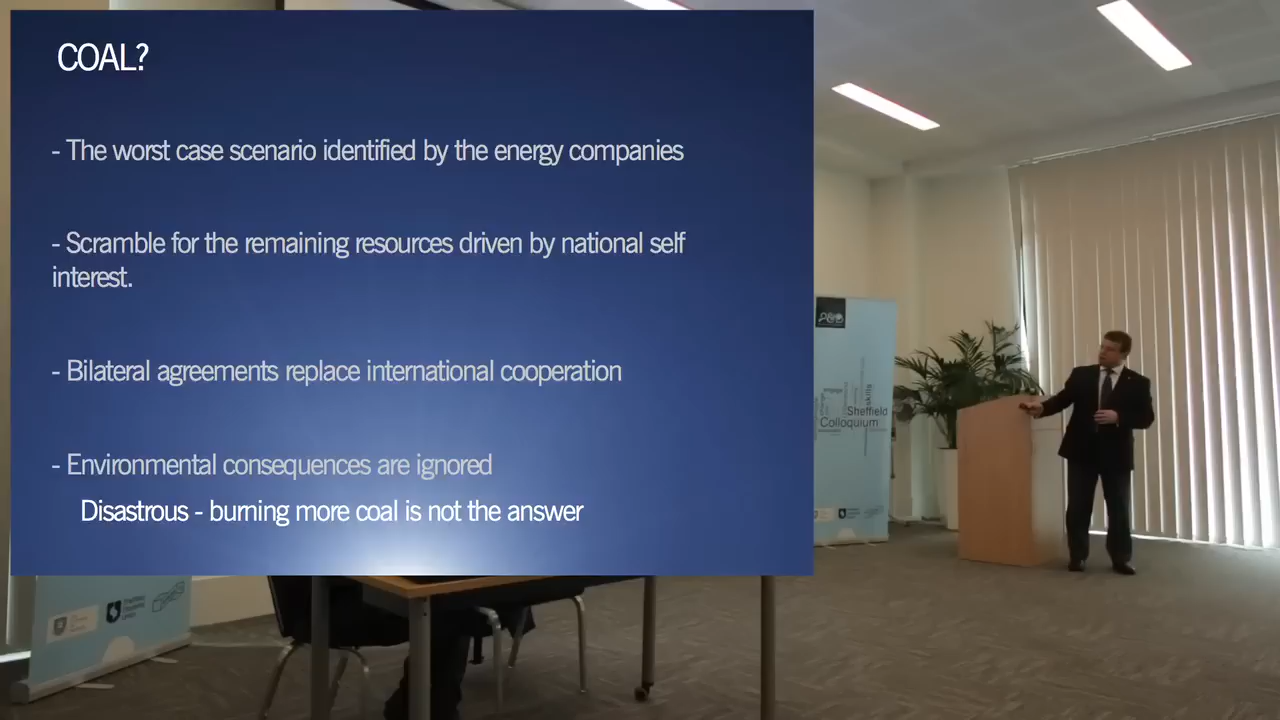 COAL?
- The worst case scenario identified by the energy companies
- Scramble for the remaining resources driven by national self
interest.
- Bilateral agreements replace international cooperation
- Environmental consequences are ignored
Disastrous - burning more coal is not the answer
Sheffield
Colloquium
skills